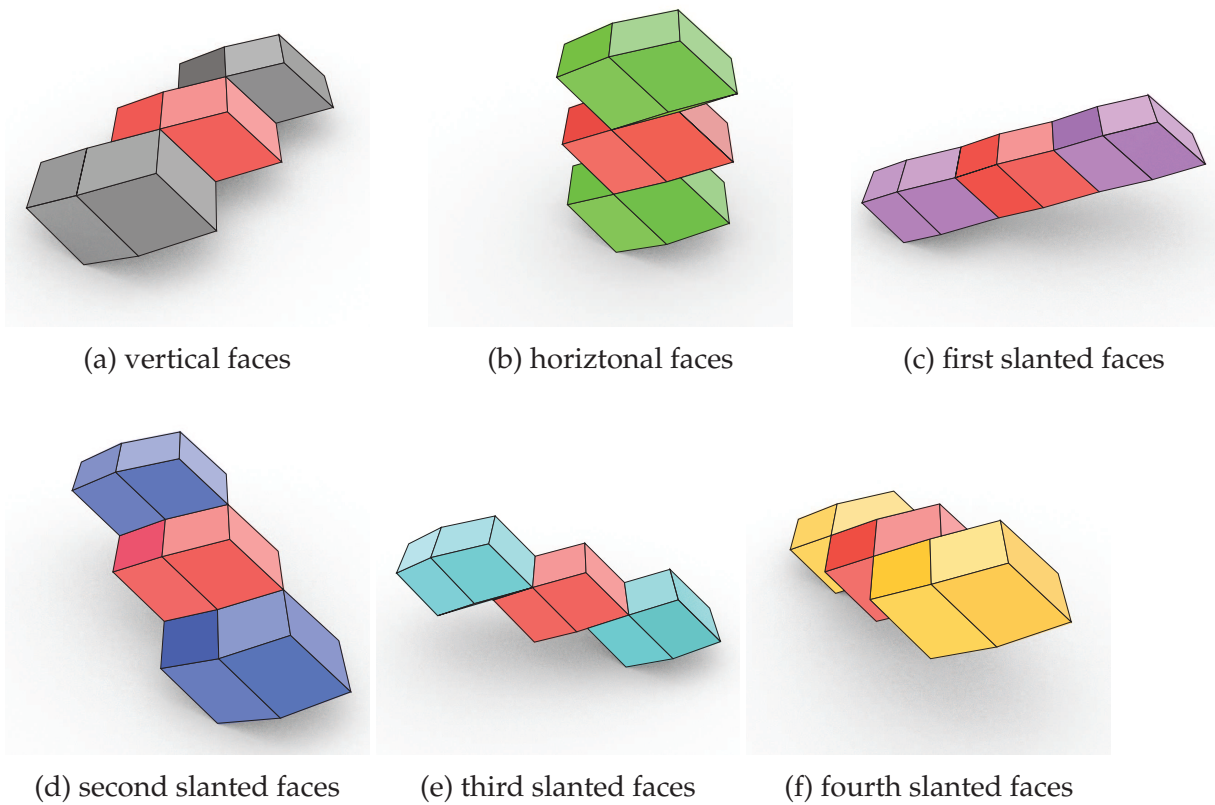 (a) vertical faces
(b) horiztonal faces
(c) first slanted faces
(d) second slanted faces
(e) third slanted faces
(f) fourth slanted faces